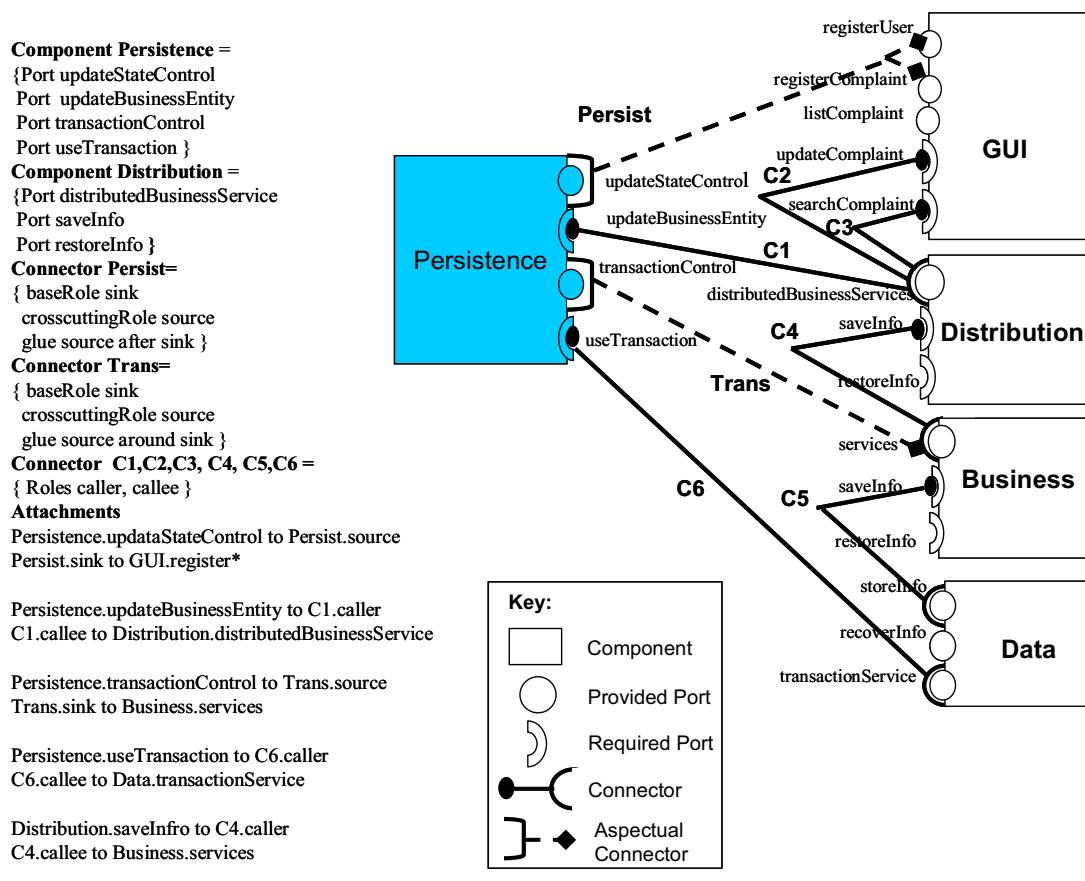 Component Persistence =
{Port updateStateControl
Port updateBusinessEntity
Port transactionControl
Port useTransaction }
Component Distribution =
{Port distributedBusinessService
Port saveInfo
Port restoreInfo }
Connector Persist=
{ baseRole sink
crosscuttingRole source
glue source after sink }
Connector Trans=
{ baseRole sink
crosscuttingRole source
glue source around sink }
Connector C1,C2,C3, C4, C5,C6 =
{ Roles caller, callee }
Attachments
Persistence.updataStateControl to Persist.source
Persist.sink to GUI.register*
Persistence.updateBusinessEntity to C1.caller
C1.callee to Distribution.distributedBusinessService
Persistence.transactionControl to Trans.source
Trans.sink to Business.services
Persistence.useTransaction to C6.caller
C6.callee to Data.transactionService
Distribution.saveInfro to C4.caller
C4.callee to Business.services
Persistence
updateStateControl
updateBusinessEntity
transactionControl
useTransaction
Persist
Trans
C1
C2
C3
C4
C5
C6
registerUser
registerComplaint
listComplaint
updateComplaint
searchComplaint
GUI
distributedBusinessServices
saveInfo
restoreInfo
Distribution
services
saveInfo
restoreInfo
Business
storeInfo
recoverInfo
transactionService
Data
Key:
Component
Provided Port
Required Port
Connector
Aspectual
Connector